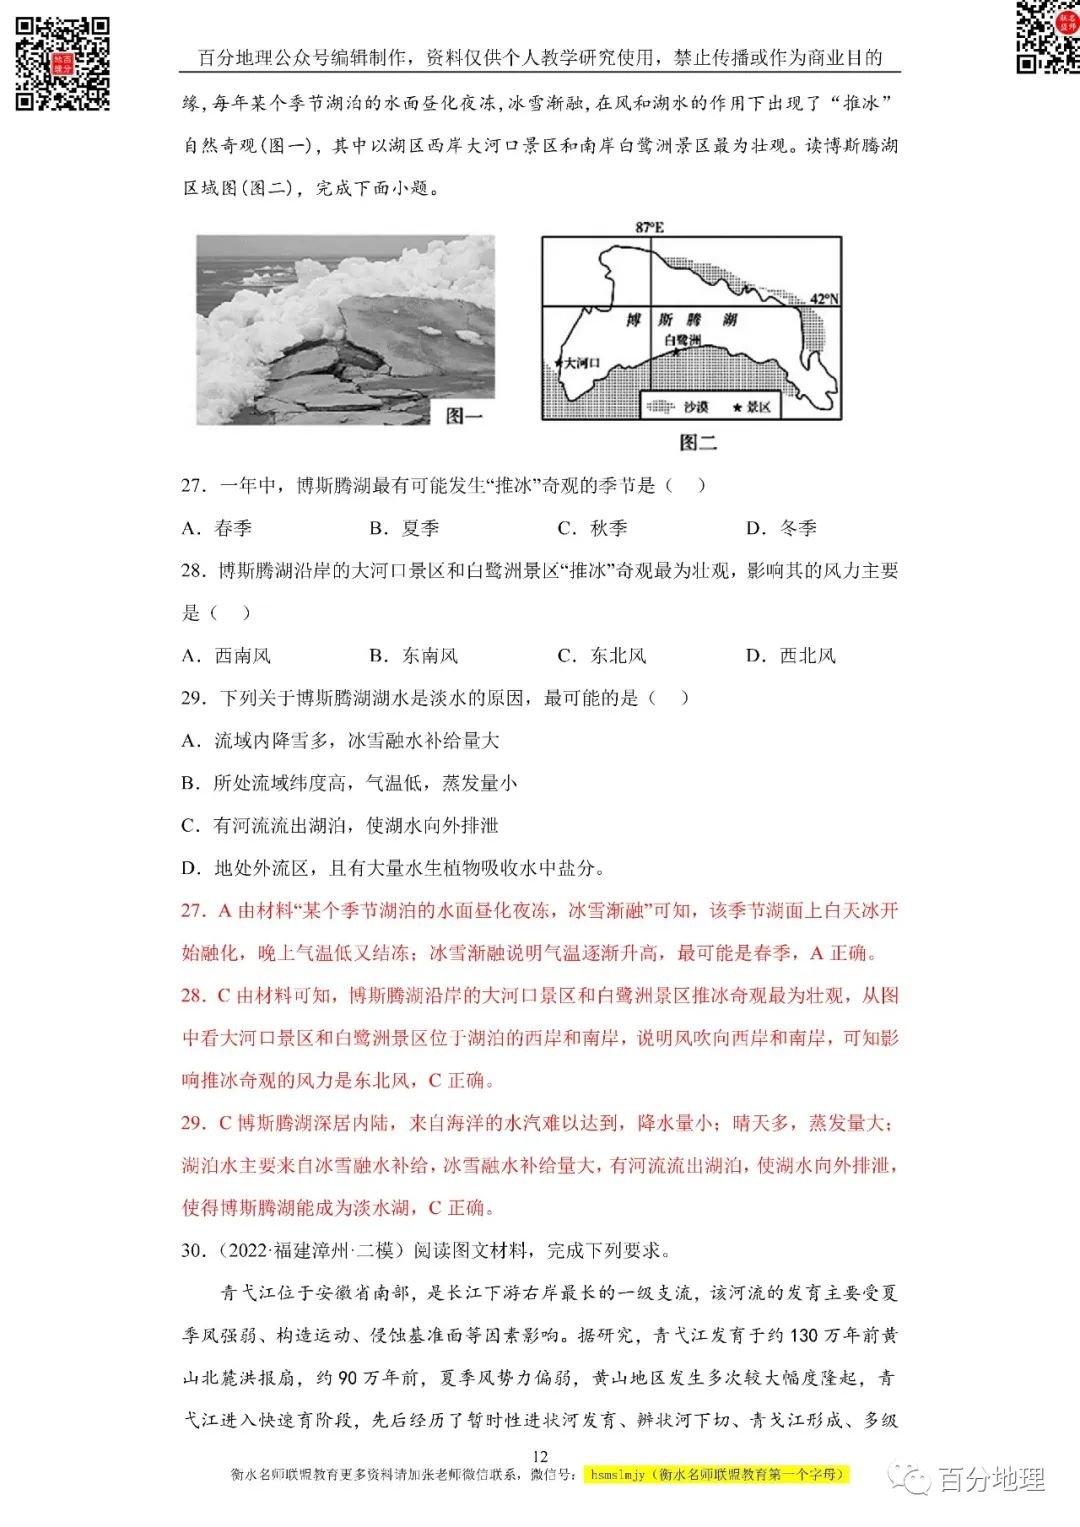 百分地理公众号编辑制作，资料仅供个人教学研究使用，禁止传播或作为商业目的
缘,每年某个季节湖泊的水面昼化夜冻,冰雪渐融,在风和湖水的作用下出现了“推冰”
自然奇观(图一)，其中以湖区西岸大河口景区和南岸白鹭洲景区最为壮观。读博斯腾湖
区域图(图二)，完成下面小题。
87°E
42°N
博斯腾湖
白鹭洲
大河口
沙漠 ★景区
图一
图二
27．一年中，博斯腾湖最有可能发生“推冰”奇观的季节是（ ）
A．春季 B．夏季 C．秋季 D．冬季
28．博斯腾湖沿岸的大河口景区和白鹭洲景区“推冰”奇观最为壮观，影响其的风力主要
是（ ）
A．西南风 B．东南风 C．东北风 D．西北风
29．下列关于博斯腾湖湖水是淡水的原因，最可能的是（ ）
A．流域内降雪多，冰雪融水补给量大
B．所处流域纬度高，气温低，蒸发量小
C．有河流流出湖泊，使湖水向外排泄
D．地处外流区，且有大量水生植物吸收水中盐分。
27．A 由材料“某个季节湖泊的水面昼化夜冻，冰雪渐融”可知，该季节湖面上白天冰开
始融化，晚上气温低又结冻；冰雪渐融说明气温逐渐升高，最可能是春季，A 正确。
28．C 由材料可知，博斯腾湖沿岸的大河口景区和白鹭洲景区推冰奇观最为壮观，从图
中看大河口景区和白鹭洲景区位于湖泊的西岸和南岸，说明风吹向西岸和南岸，可知影
响推冰奇观的风力是东北风，C 正确。
29．C 博斯腾湖深居内陆，来自海洋的水汽难以达到，降水量小；晴天多，蒸发量大；
湖泊水主要来自冰雪融水补给，冰雪融水补给量大，有河流流出湖泊，使湖水向外排泄，
使得博斯腾湖能成为淡水湖，C 正确。
30．（2022·福建漳州·二模）阅读图文材料，完成下列要求。
青弋江位于安徽省南部，是长江下游右岸最长的一级支流，该河流的发育主要受夏
季风强弱、构造运动、侵蚀基准面等因素影响。据研究，青弋江发育于约 130 万年前黄
山北麓洪报扇，约 90 万年前，夏季风势力偏弱，黄山地区发生多次较大幅度隆起，青
弋江进入快速育阶段，先后经历了暂时性进状河发育、辫状河下切、青戈江形成、多级
12
衡水名师联盟教育更多资料请加张老师微信联系，微信号： hsmslmjy（衡水名师联盟教育第一个字母）
百分地理